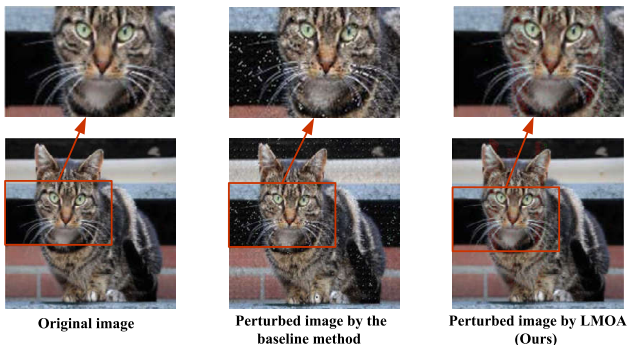 Original image
Perturbed image by the
baseline method
Perturbed image by LMOA
(Ours)